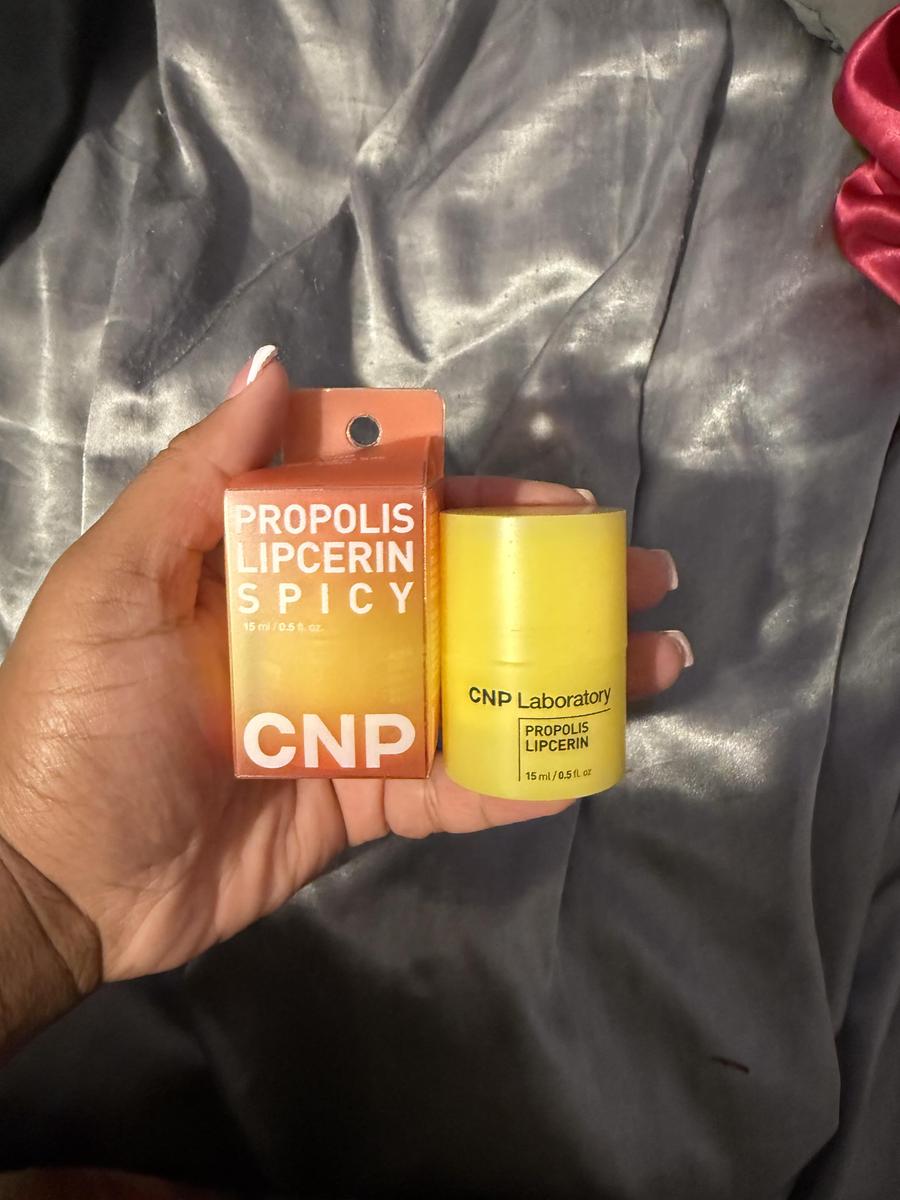 PROPOLIS
LIPCERIN
SPICY
15 ml / 0.5 fl. oz.
CNP
CNP Laboratory
PROPOLIS
LIPCERIN
15 ml / 0.5 fl. oz